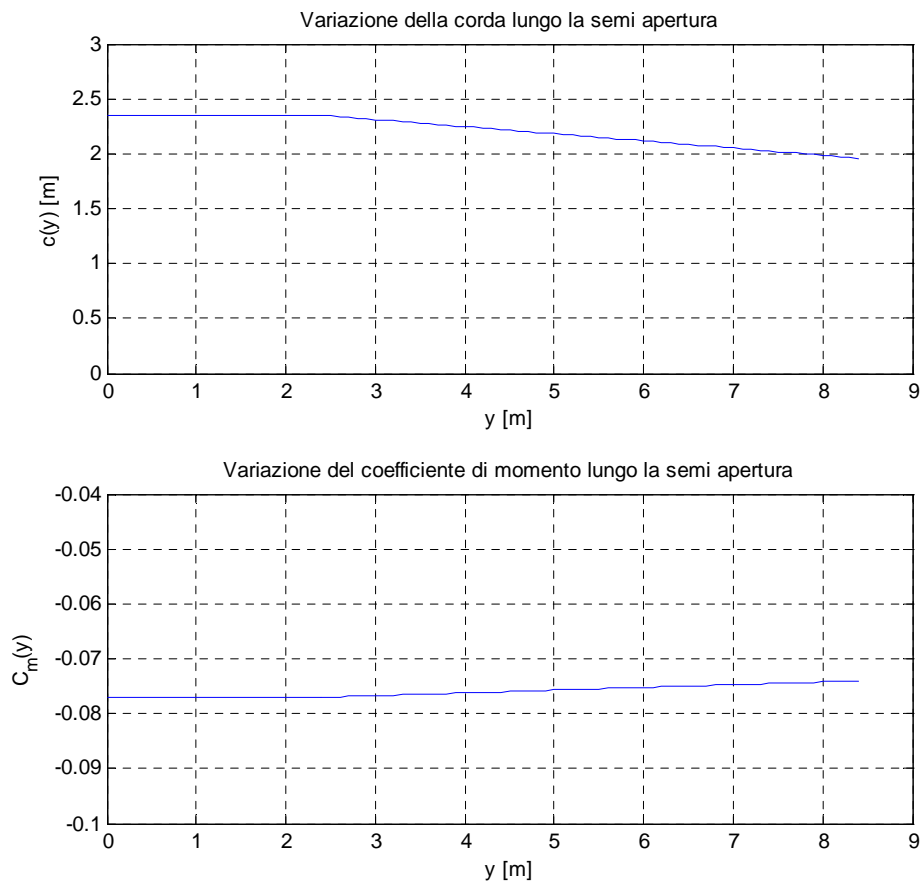 Variazione della corda lungo la semi apertura
3
2.5
2
1.5
1
0.5
0
c(y) [m]
0 1 2 3 4 5 6 7 8 9
y [m]
Variazione del coefficiente di momento lungo la semi apertura
-0.04
-0.05
-0.06
-0.07
-0.08
-0.09
-0.1
C_m(y)
0 1 2 3 4 5 6 7 8 9
y [m]